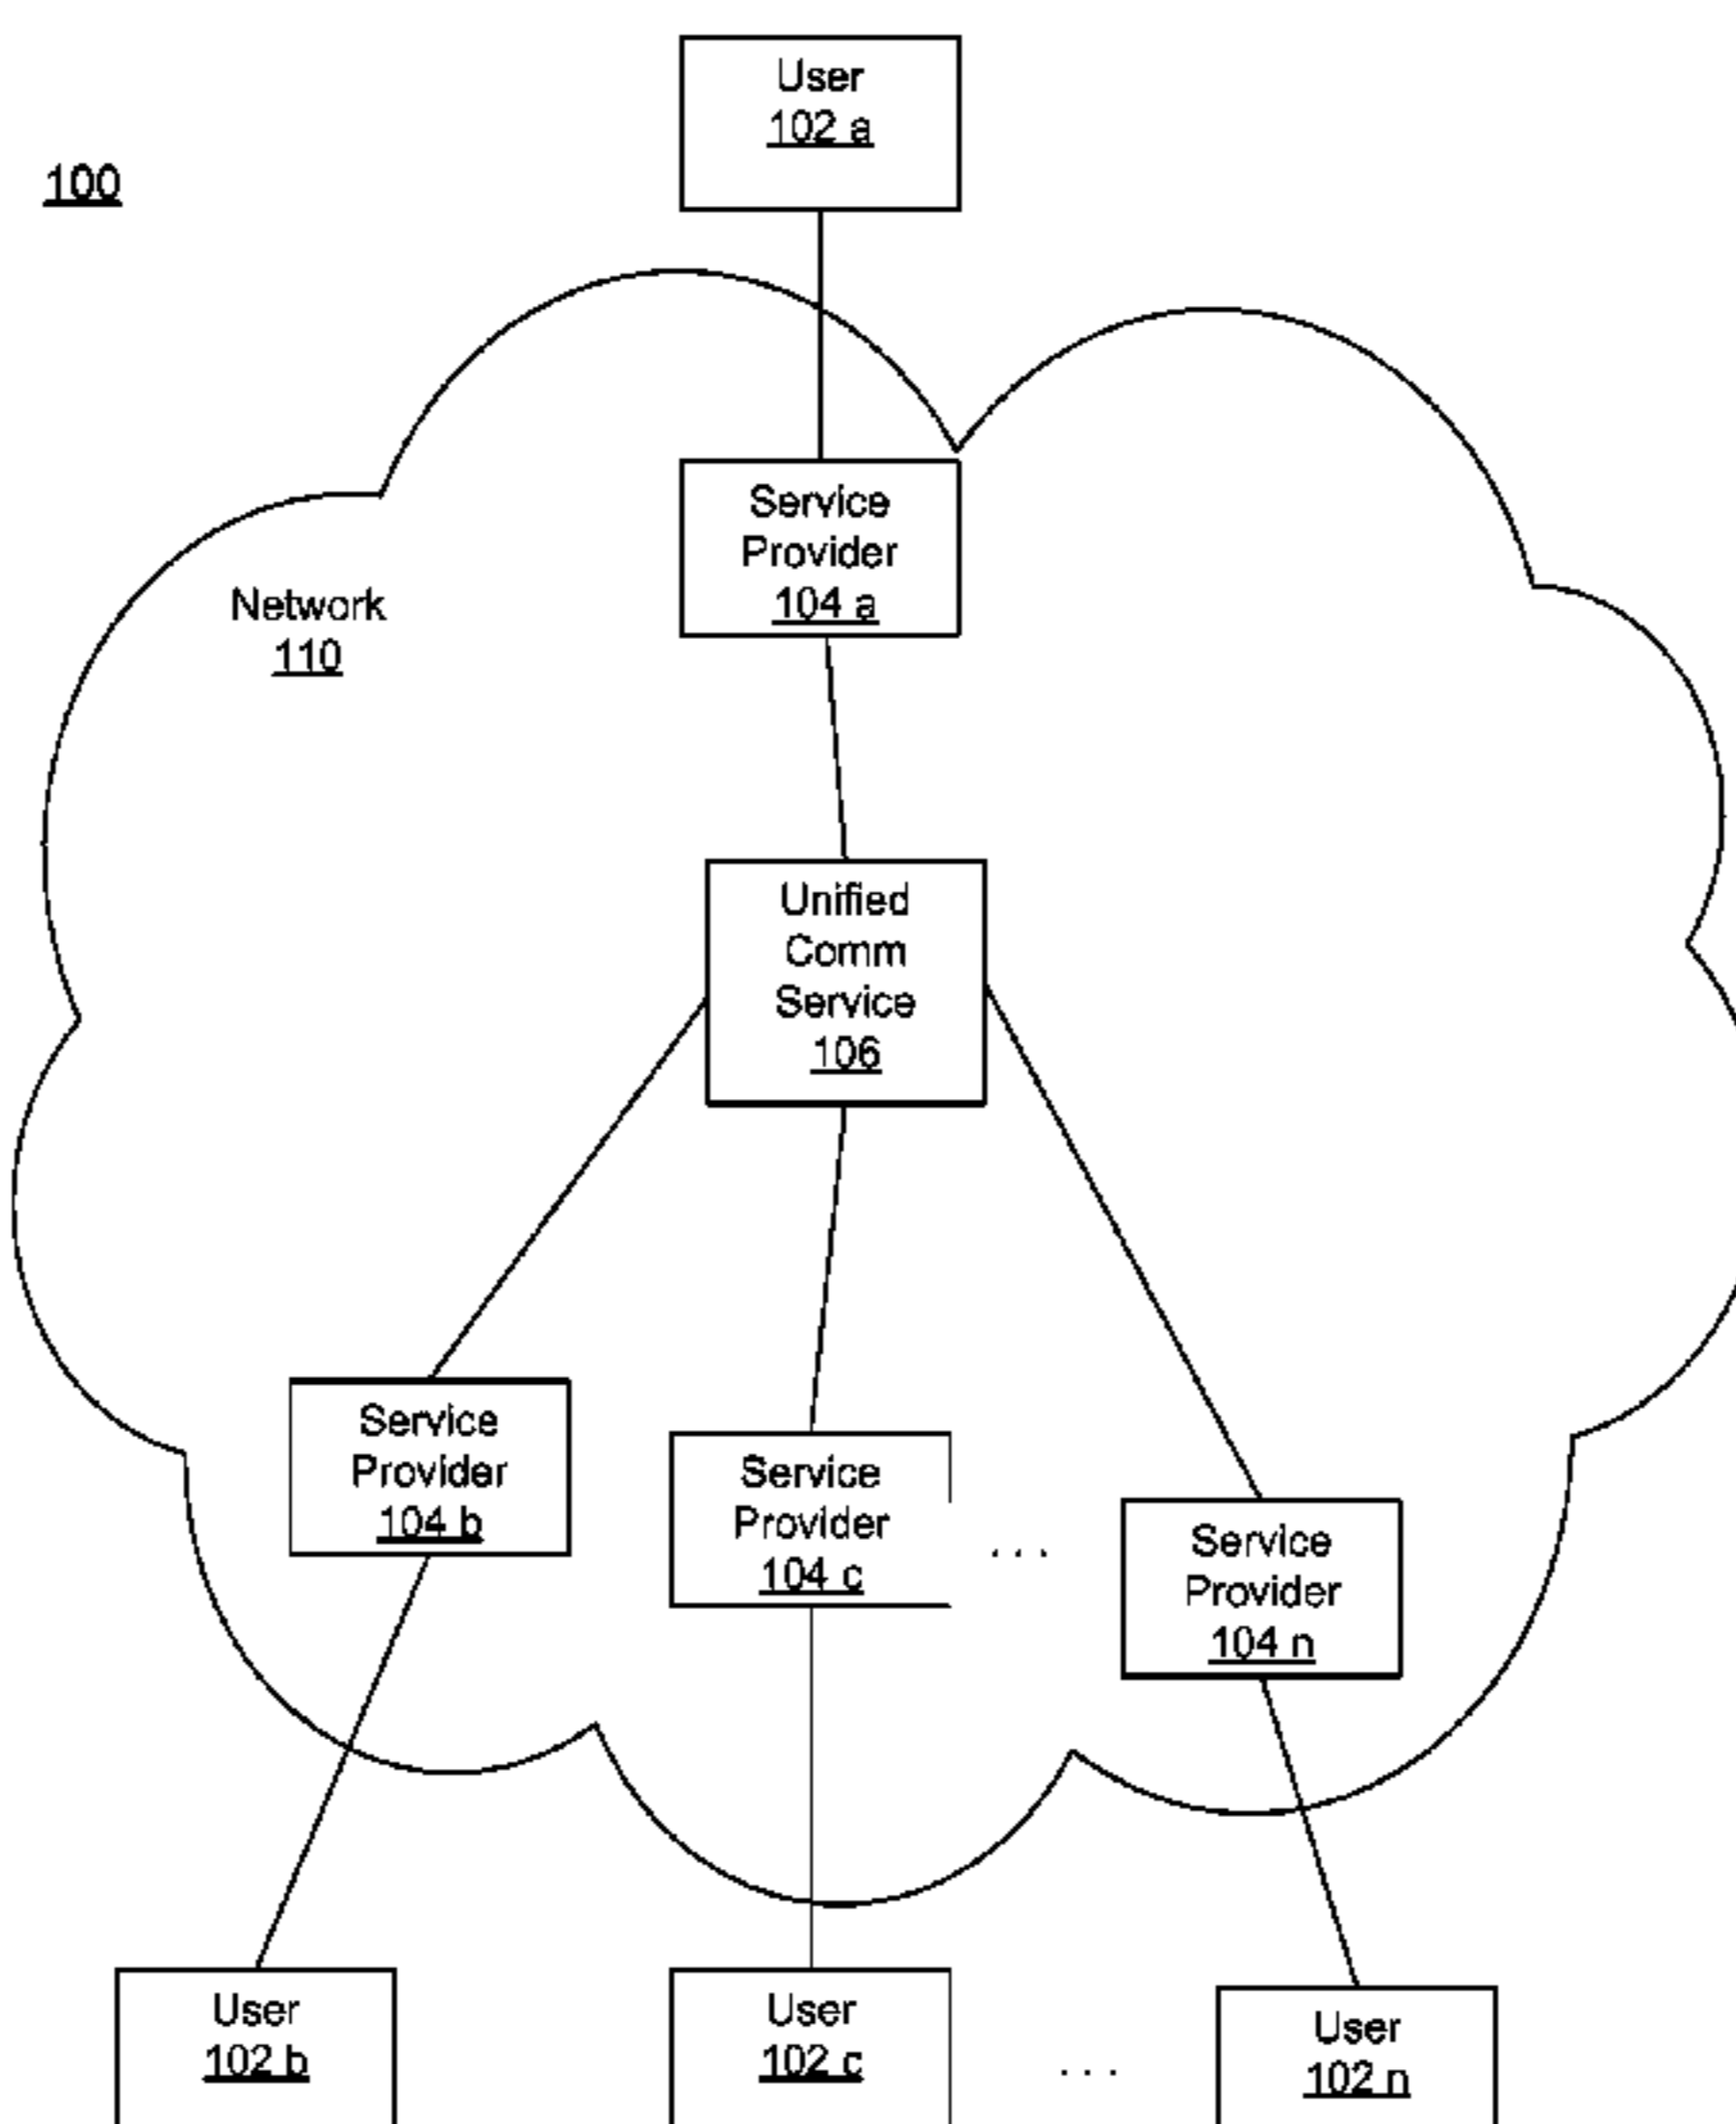 User
102 a
100
Service
Provider
104 a
Network
110
Unified
Comm
Service
106
Service
Provider
104 b
Service
Provider
104 c
. . .
Service
Provider
104 n
User
102 b
User
102 c
. . .
User
102 n